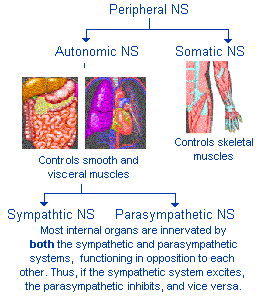 Peripheral NS
Autonomic NS
Somatic NS
Controls smooth and
visceral muscles
Controls skeletal
muscles
Sympathtic NS
Parasympathetic NS
Most internal organs are innervated by
both the sympathetic and parasympathetic
systems, functioning in opposition to each
other. Thus, if the sympathetic system excites,
the parasympathetic inhibits, and vice versa.